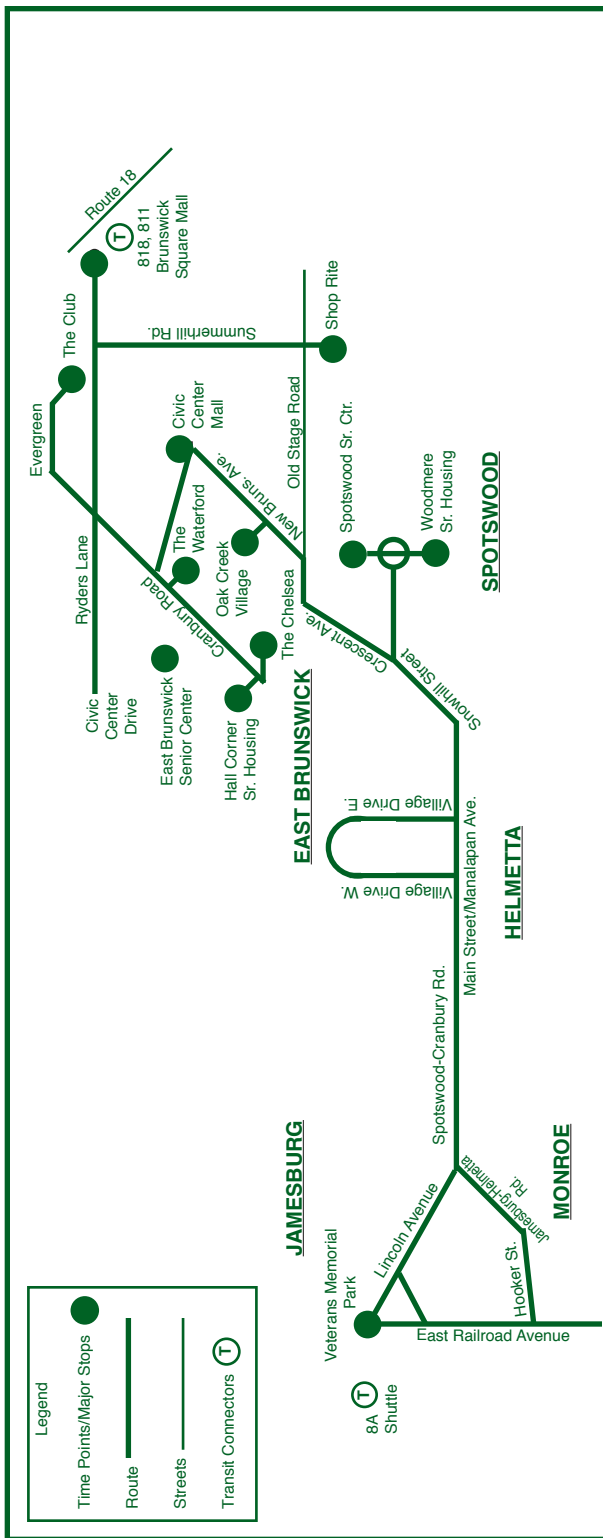 Legend
Time Points/Major Stops
Route
Streets
Transit Connectors
T
8A
Shuttle
T
Veterans Memorial
Park
JAMESBURG
Lincoln Avenue
East Railroad Avenue
Hooker St.
Jamesburg-Helmetta
Rd.
MONROE
Spotswood-Cranbury Rd.
Main Street/Manalapan Ave.
HELMETTA
Village Drive W.
Village Drive E.
Snowhill Street
Crescent Ave.
EAST BRUNSWICK
Hall Corner
Sr. Housing
The Chelsea
East Brunswick
Senior Center
Civic
Center
Drive
Ryders Lane
Cranbury Road
The
Waterford
Oak Creek
Village
New Bruns. Ave.
Civic
Center
Mall
Old Stage Road
Spotswood Sr. Ctr.
Woodmere
Sr. Housing
SPOTSWOOD
Evergreen
The Club
Summerhill Rd.
Shop Rite
Route 18
T
818, 811
Brunswick
Square Mall